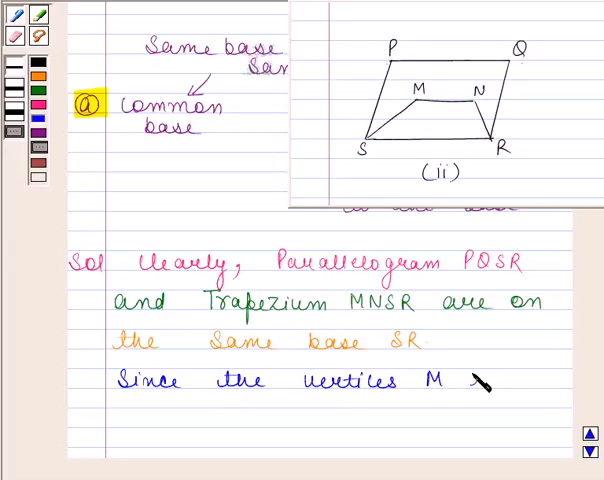 Same base
Sam
a Common
base
P Q
M N
S R
(ii)
Sol Clearly, Parallelogram PQSR
and Trapezium MNSR are on
the Same base SR.
Since the vertices M